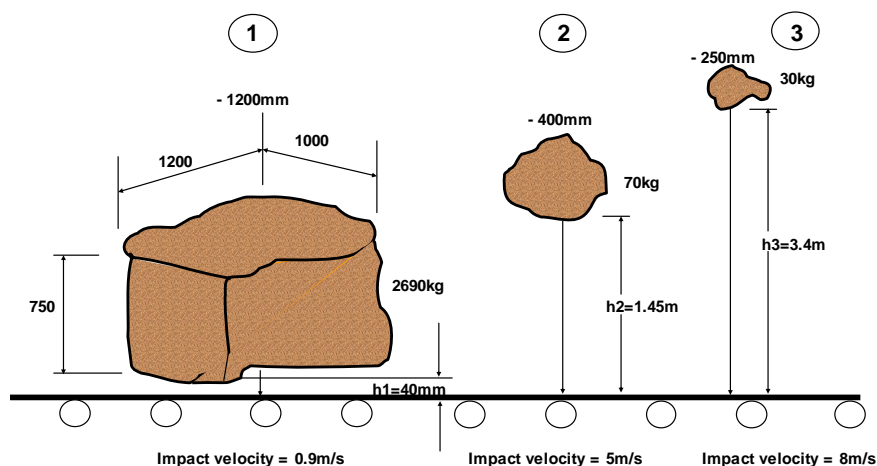 1
2
3
- 1200mm
1200
1000
750
2690kg
h1=40mm
Impact velocity = 0.9m/s
- 400mm
70kg
h2=1.45m
Impact velocity = 5m/s
- 250mm
30kg
h3=3.4m
Impact velocity = 8m/s